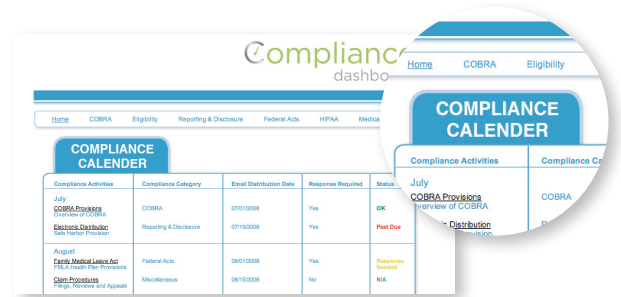 Complianc
dashbo
Home COBRA Eligibility Reporting & Disclosure Federal Acts HIPAA Medica
COMPLIANCE
CALENDER
Compliance Activities Compliance Category Email Distribution Date Response Required Status
July
COBRA Provisions COBRA 07/01/2008 Yes OK
Overview of COBRA
Electronic Distribution Reporting & Disclosure 07/15/2008 Yes Past Due
Safe Harbor Provision
August
Family Medical Leave Act Federal Acts 08/01/2008 Yes Response
FMLA Health Plan Provisions Needed
Claim Procedures Miscellaneous 08/15/2008 No N/A
Filings, Reviews and Appeals
Home COBRA Eligibility
COMPLIANCE
CALENDER
Compliance Activities Compliance Ca
July
COBRA Provisions COBRA
Overview of COBRA
Distribution